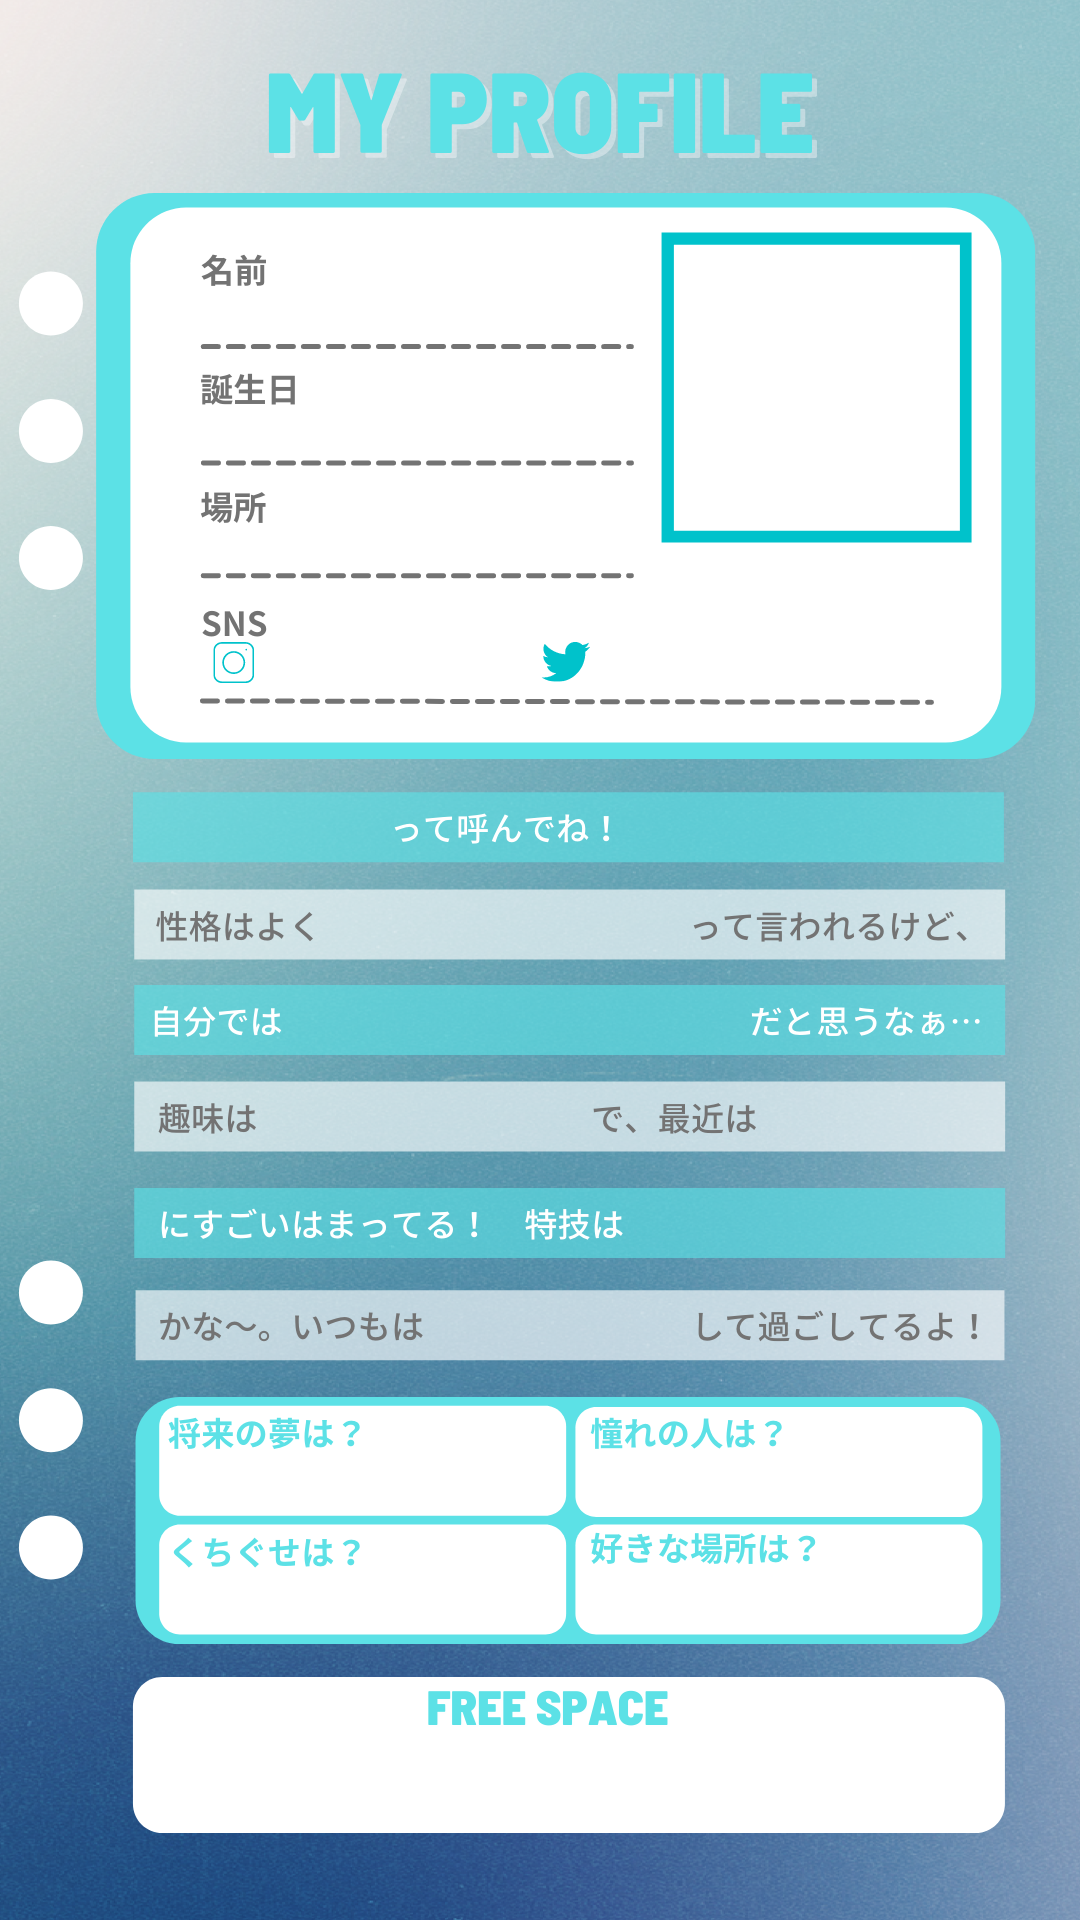 MY PROFILE
名前
誕生日
場所
SNS
って呼んでね！
性格はよく って言われるけど、
自分では だと思うなぁ…
趣味は で、最近は
にすごいはまってる！ 特技は
かな〜。いつもは して過ごしてるよ！
将来の夢は？ 憧れの人は？
くちぐせは？ 好きな場所は？
FREE SPACE